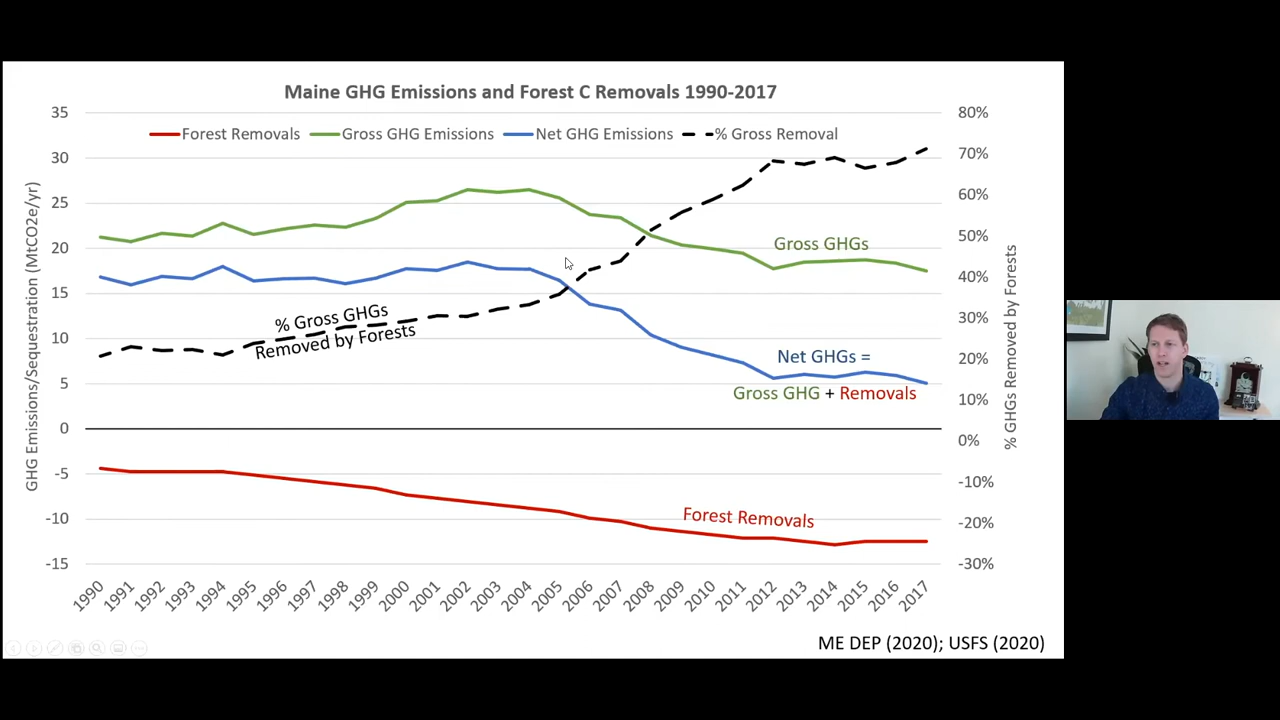 Maine GHG Emissions and Forest C Removals 1990-2017
Forest Removals Gross GHG Emissions Net GHG Emissions % Gross Removal
35
30
25
20
15
10
5
0
-5
-10
-15
GHG Emissions/Sequestration (MtCO2e/yr)
80%
70%
60%
50%
40%
30%
20%
10%
0%
-10%
-20%
-30%
% GHGs Removed by Forests
Gross GHGs
% Gross GHGs
Removed by Forests
Net GHGs =
Gross GHG + Removals
Forest Removals
1990 1991 1992 1993 1994 1995 1996 1997 1998 1999 2000 2001 2002 2003 2004 2005 2006 2007 2008 2009 2010 2011 2012 2013 2014 2015 2016 2017
ME DEP (2020); USFS (2020)